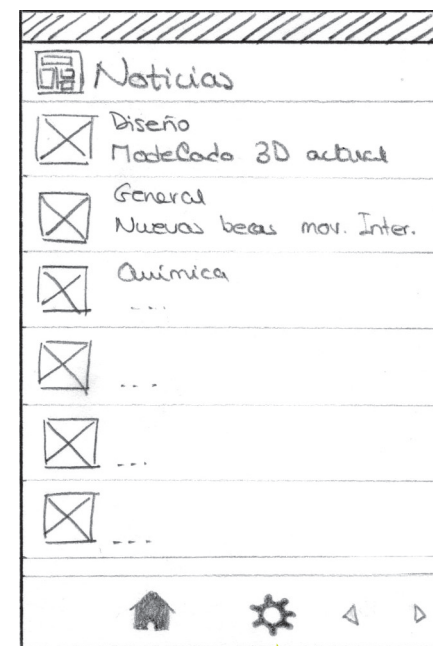 Noticias
Diseño
Modelado 3D actual
General
Nuevas becas mov. Inter.
Química
...
...
...
...